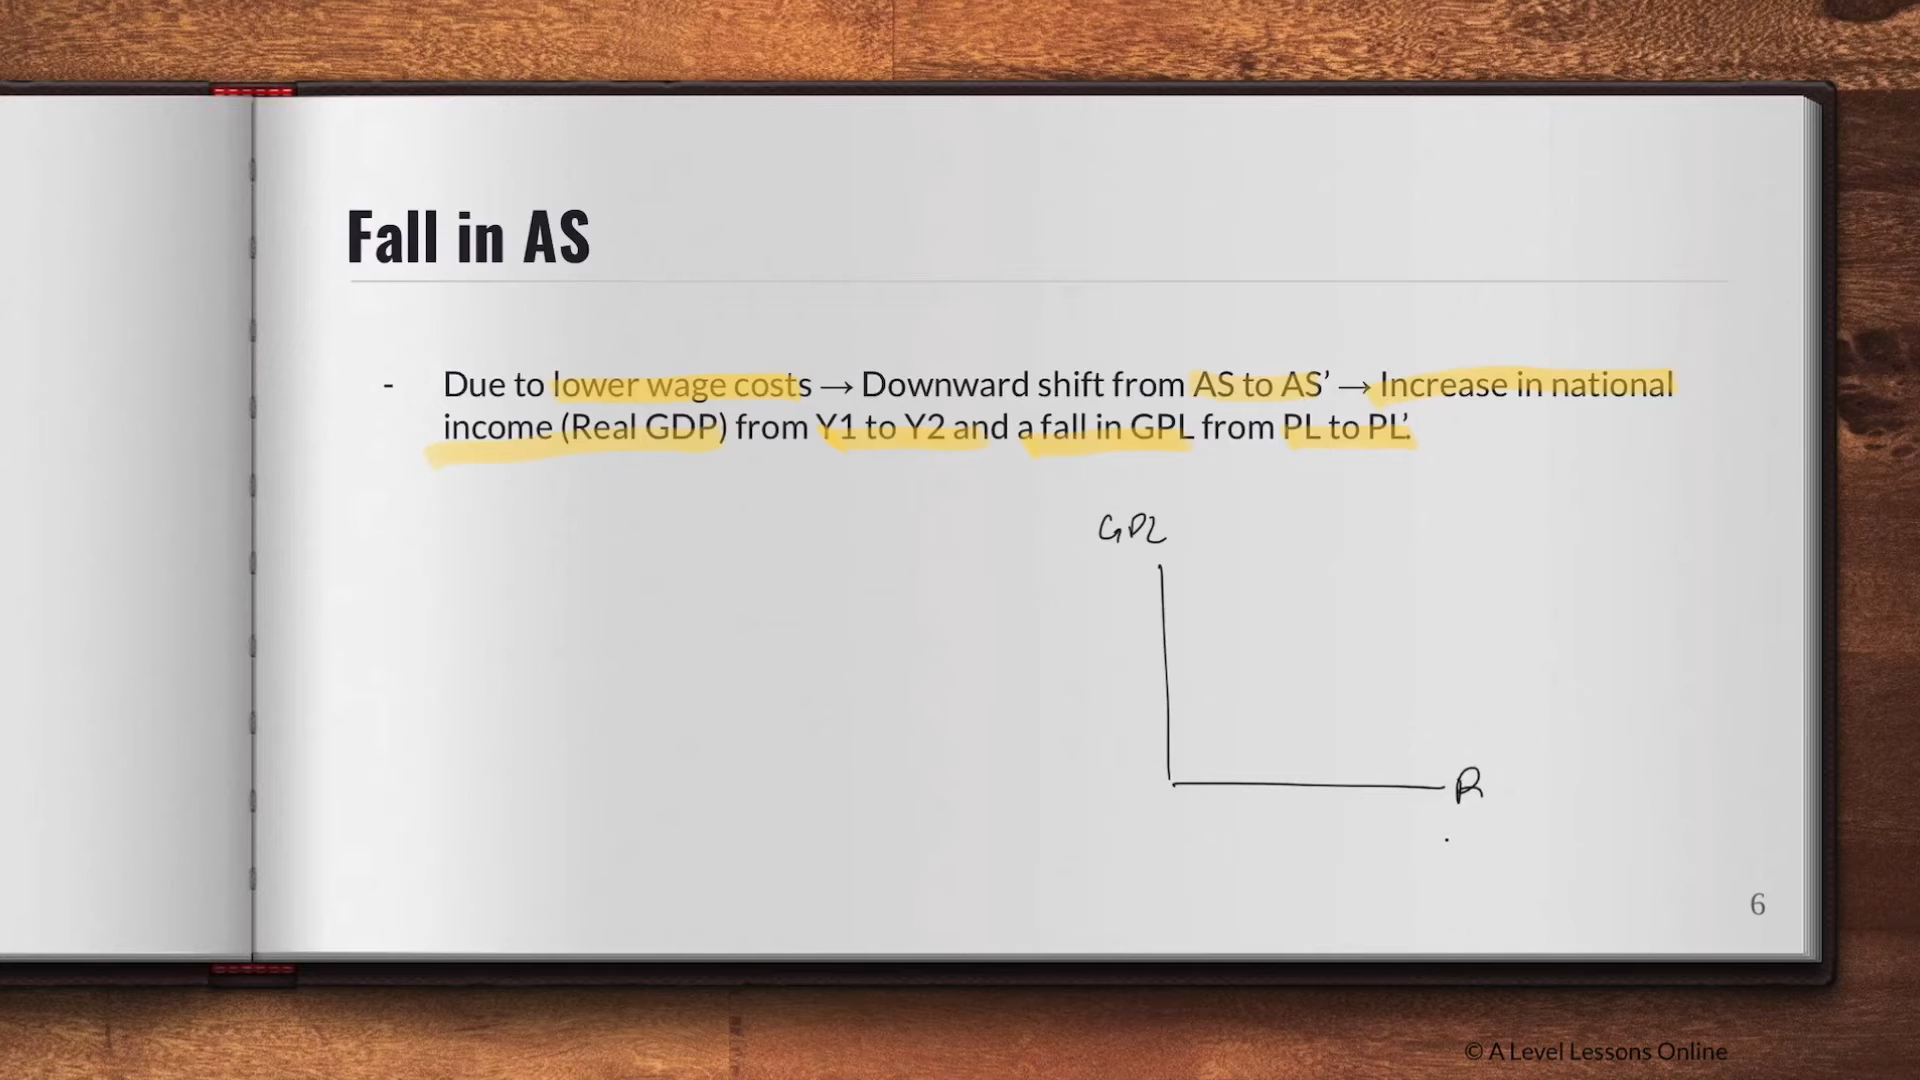 Fall in AS
- Due to lower wage costs → Downward shift from AS to AS’ → Increase in national
income (Real GDP) from Y1 to Y2 and a fall in GPL from PL to PL’.
GPL
R
6
© A Level Lessons Online